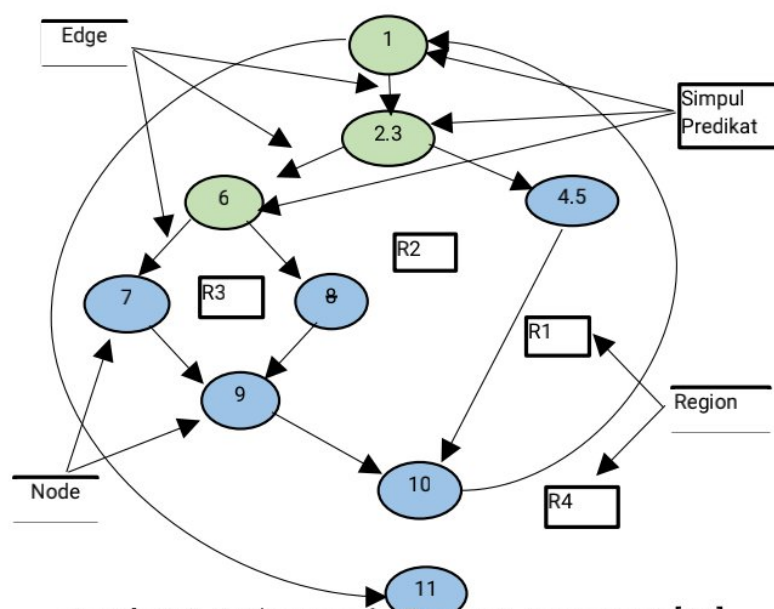 Edge
1
Simpul
Predikat
2.3
6
4.5
R2
7
R3
8
R1
9
Region
Node
10
R4
11